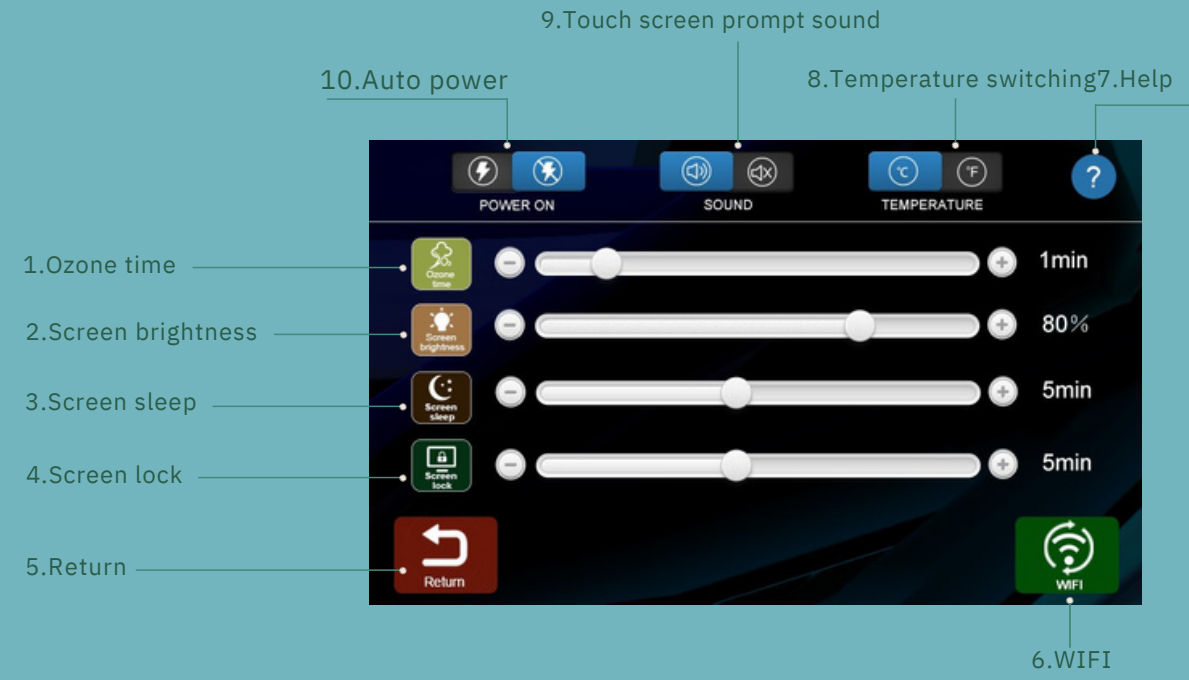 9.Touch screen prompt sound
10.Auto power
8.Temperature switching7.Help
°C
°F
?
POWER ON
SOUND
TEMPERATURE
1.Ozone time
O₃
Ozone
time
1min
2.Screen brightness
Screen
brightness
80%
3.Screen sleep
Screen
sleep
5min
4.Screen lock
Screen
lock
5min
5.Return
Return
WIFI
6.WIFI